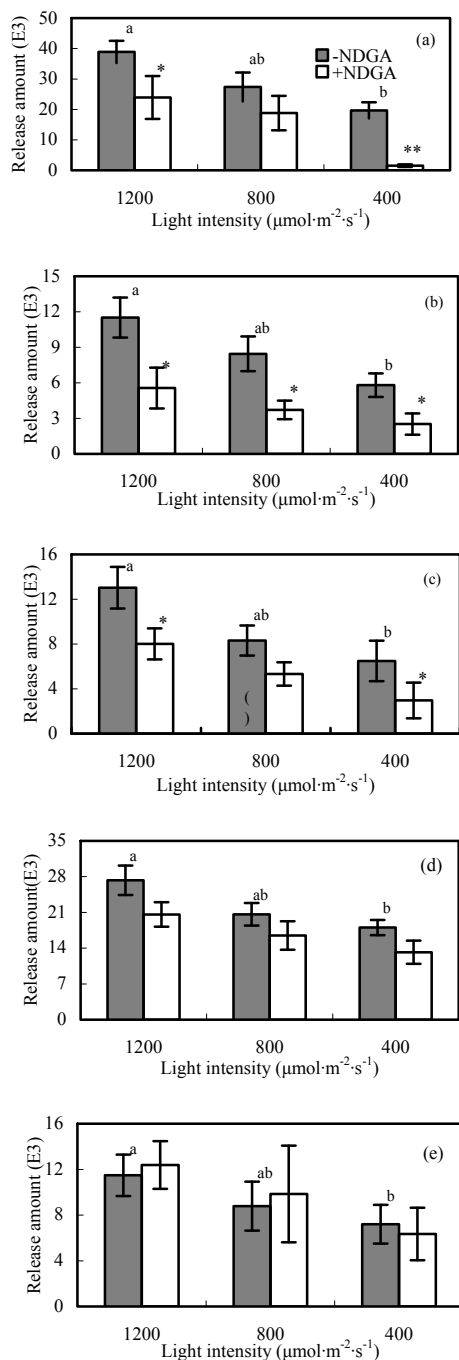 Release amount (E3)
50
40
30
20
10
0
a
*
ab
b
**
(a)
-NDGA
+NDGA
1200 800 400
Light intensity (μmol·m-2·s-1)
Release amount (E3)
15
12
9
6
3
0
a
*
ab
*
b
*
(b)
1200 800 400
Light intensity (μmol·m-2·s-1)
Release amount (E3)
16
12
8
4
0
a
*
ab
b
*
(c)
( )
1200 800 400
Light intensity (μmol·m-2·s-1)
Release amount(E3)
35
28
21
14
7
0
a
ab
b
(d)
1200 800 400
Light intensity (μmol·m-2·s-1)
Release amount (E3)
16
12
8
4
0
a
ab
b
(e)
1200 800 400
Light intensity (μmol·m-2·s-1)